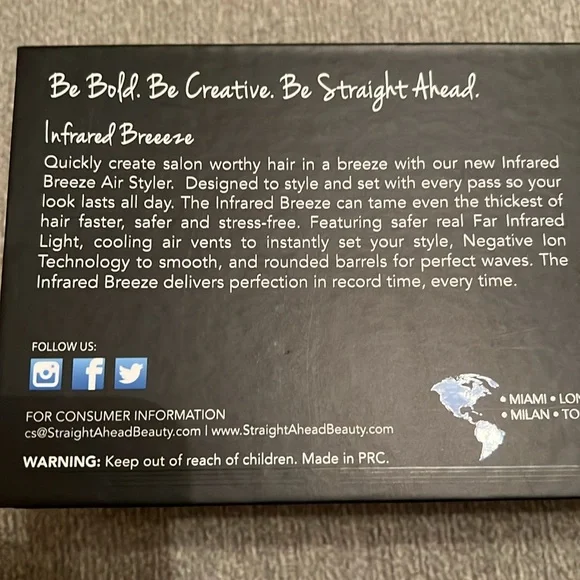 Be Bold. Be Creative. Be Straight Ahead.
Infrared Breeeze
Quickly create salon worthy hair in a breeze with our new Infrared
Breeze Air Styler. Designed to style and set with every pass so your
look lasts all day. The Infrared Breeze can tame even the thickest of
hair faster, safer and stress-free. Featuring safer real Far Infrared
Light, cooling air vents to instantly set your style, Negative Ion
Technology to smooth, and rounded barrels for perfect waves. The
Infrared Breeze delivers perfection in record time, every time.
FOLLOW US:
FOR CONSUMER INFORMATION
cs@StraightAheadBeauty.com | www.StraightAheadBeauty.com
WARNING: Keep out of reach of children. Made in PRC.
• MIAMI • LON
• MILAN • TO